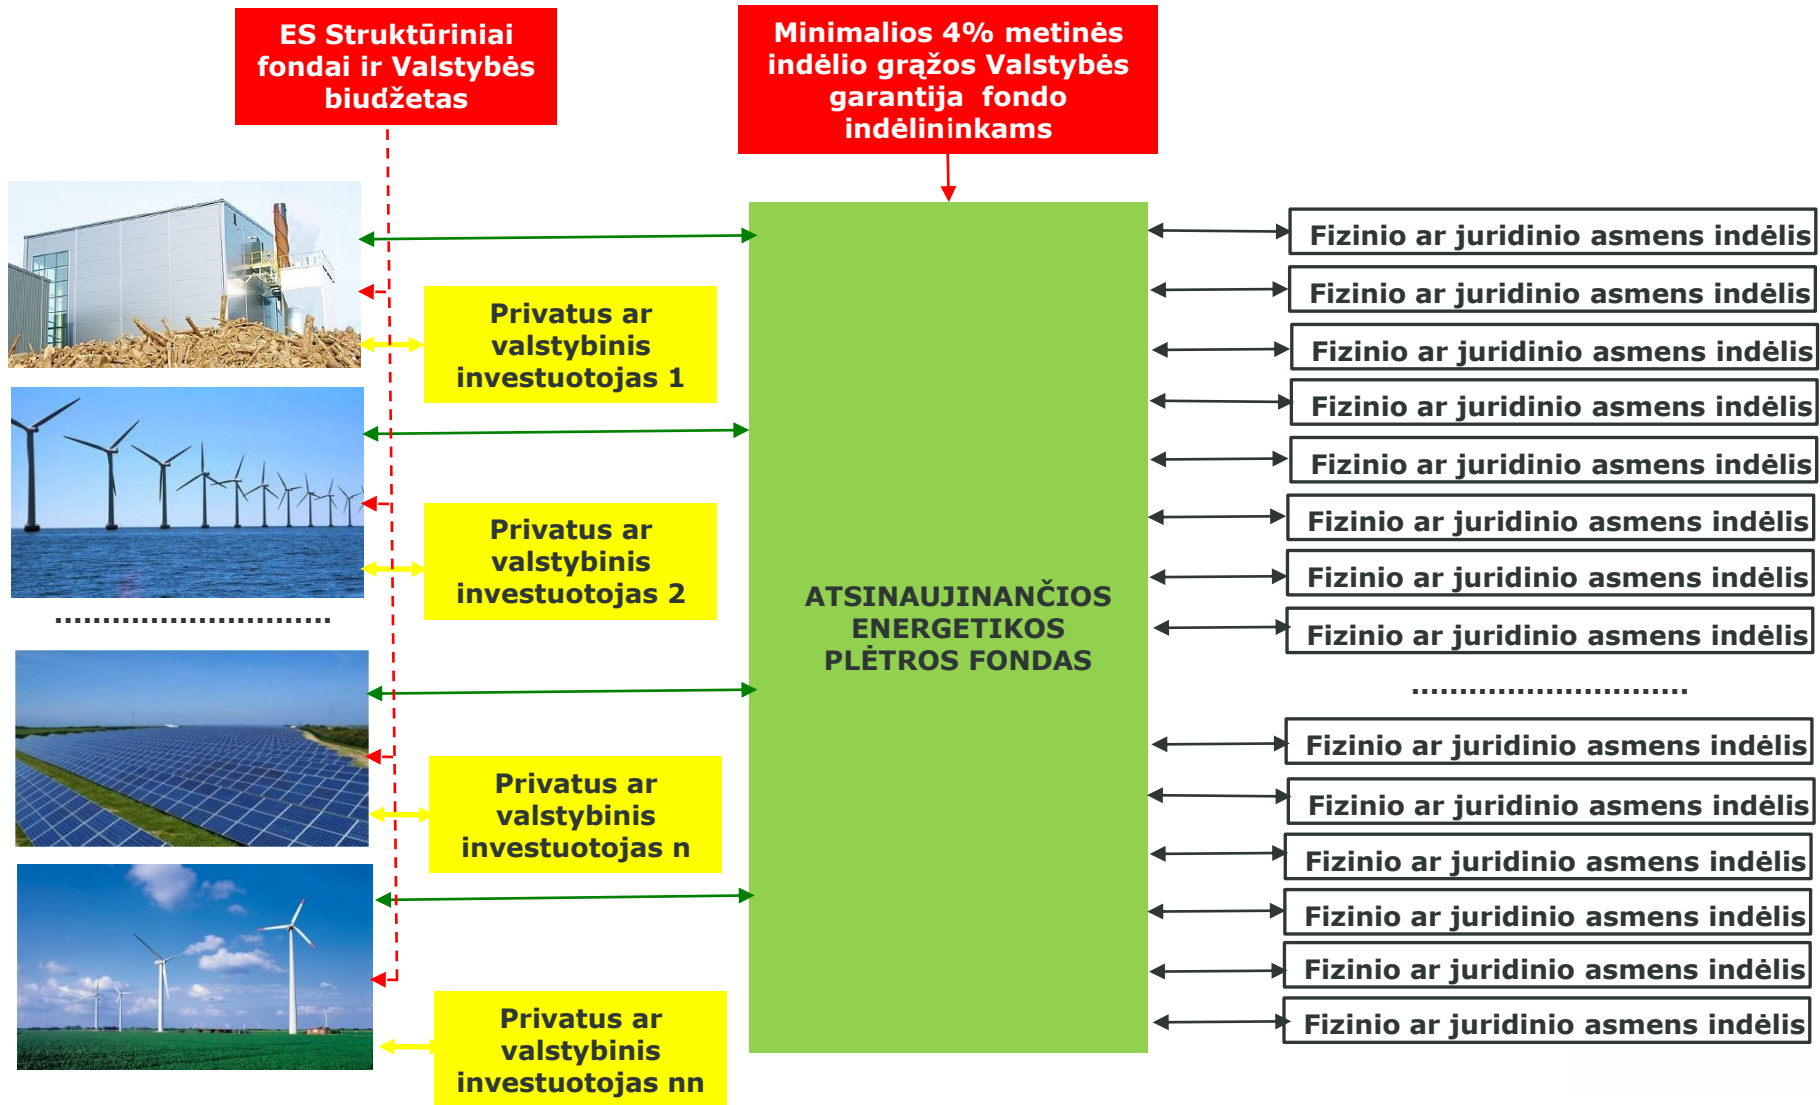 ES Struktūriniai
fondai ir Valstybės
biudžetas
Minimalios 4% metinės
indėlio grąžos Valstybės
garantija fondo
indėlininkams
Privatus ar
valstybinis
investuotojas 1
Privatus ar
valstybinis
investuotojas 2
..............................
Privatus ar
valstybinis
investuotojas n
Privatus ar
valstybinis
investuotojas nn
ATSINAUJINANČIOS
ENERGETIKOS
PLĖTROS FONDAS
Fizinio ar juridinio asmens indėlis
Fizinio ar juridinio asmens indėlis
Fizinio ar juridinio asmens indėlis
Fizinio ar juridinio asmens indėlis
Fizinio ar juridinio asmens indėlis
Fizinio ar juridinio asmens indėlis
Fizinio ar juridinio asmens indėlis
Fizinio ar juridinio asmens indėlis
..............................
Fizinio ar juridinio asmens indėlis
Fizinio ar juridinio asmens indėlis
Fizinio ar juridinio asmens indėlis
Fizinio ar juridinio asmens indėlis
Fizinio ar juridinio asmens indėlis
Fizinio ar juridinio asmens indėlis